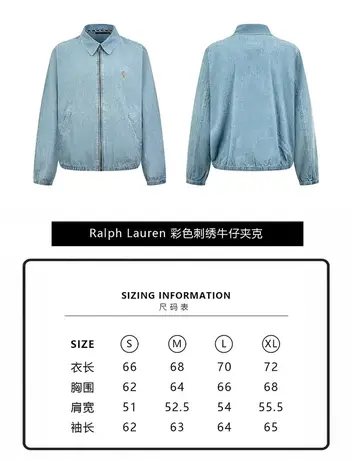 Ralph Lauren 彩色刺绣牛仔夹克
SIZING INFORMATION
尺码表
SIZE S M L XL
衣长 66 68 70 72
胸围 62 64 66 68
肩宽 51 52.5 54 55.5
袖长 62 63 64 65